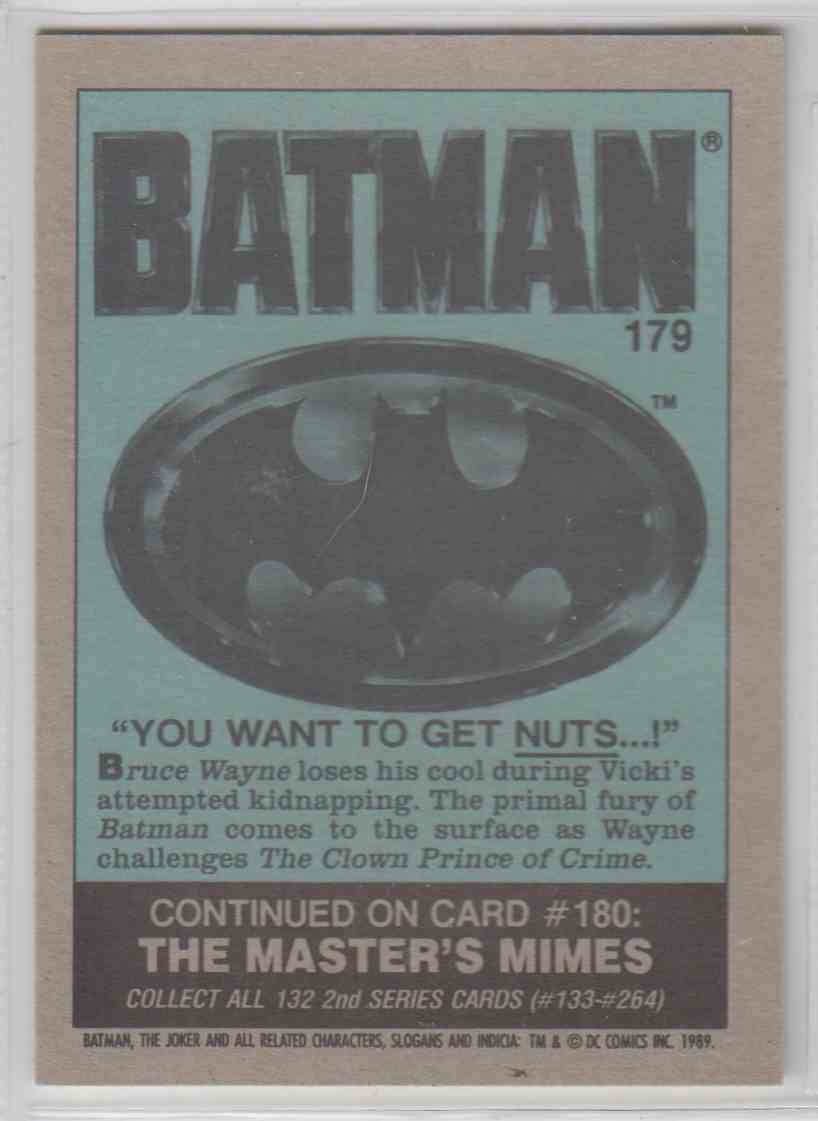 BATMAN®
179
TM
“YOU WANT TO GET NUTS...!”
Bruce Wayne loses his cool during Vicki's
attempted kidnapping. The primal fury of
Batman comes to the surface as Wayne
challenges The Clown Prince of Crime.
CONTINUED ON CARD #180:
THE MASTER'S MIMES
COLLECT ALL 132 2nd SERIES CARDS (#133-#264)
BATMAN, THE JOKER AND ALL RELATED CHARACTERS, SLOGANS AND INDICIA: TM & © DC COMICS INC. 1989.